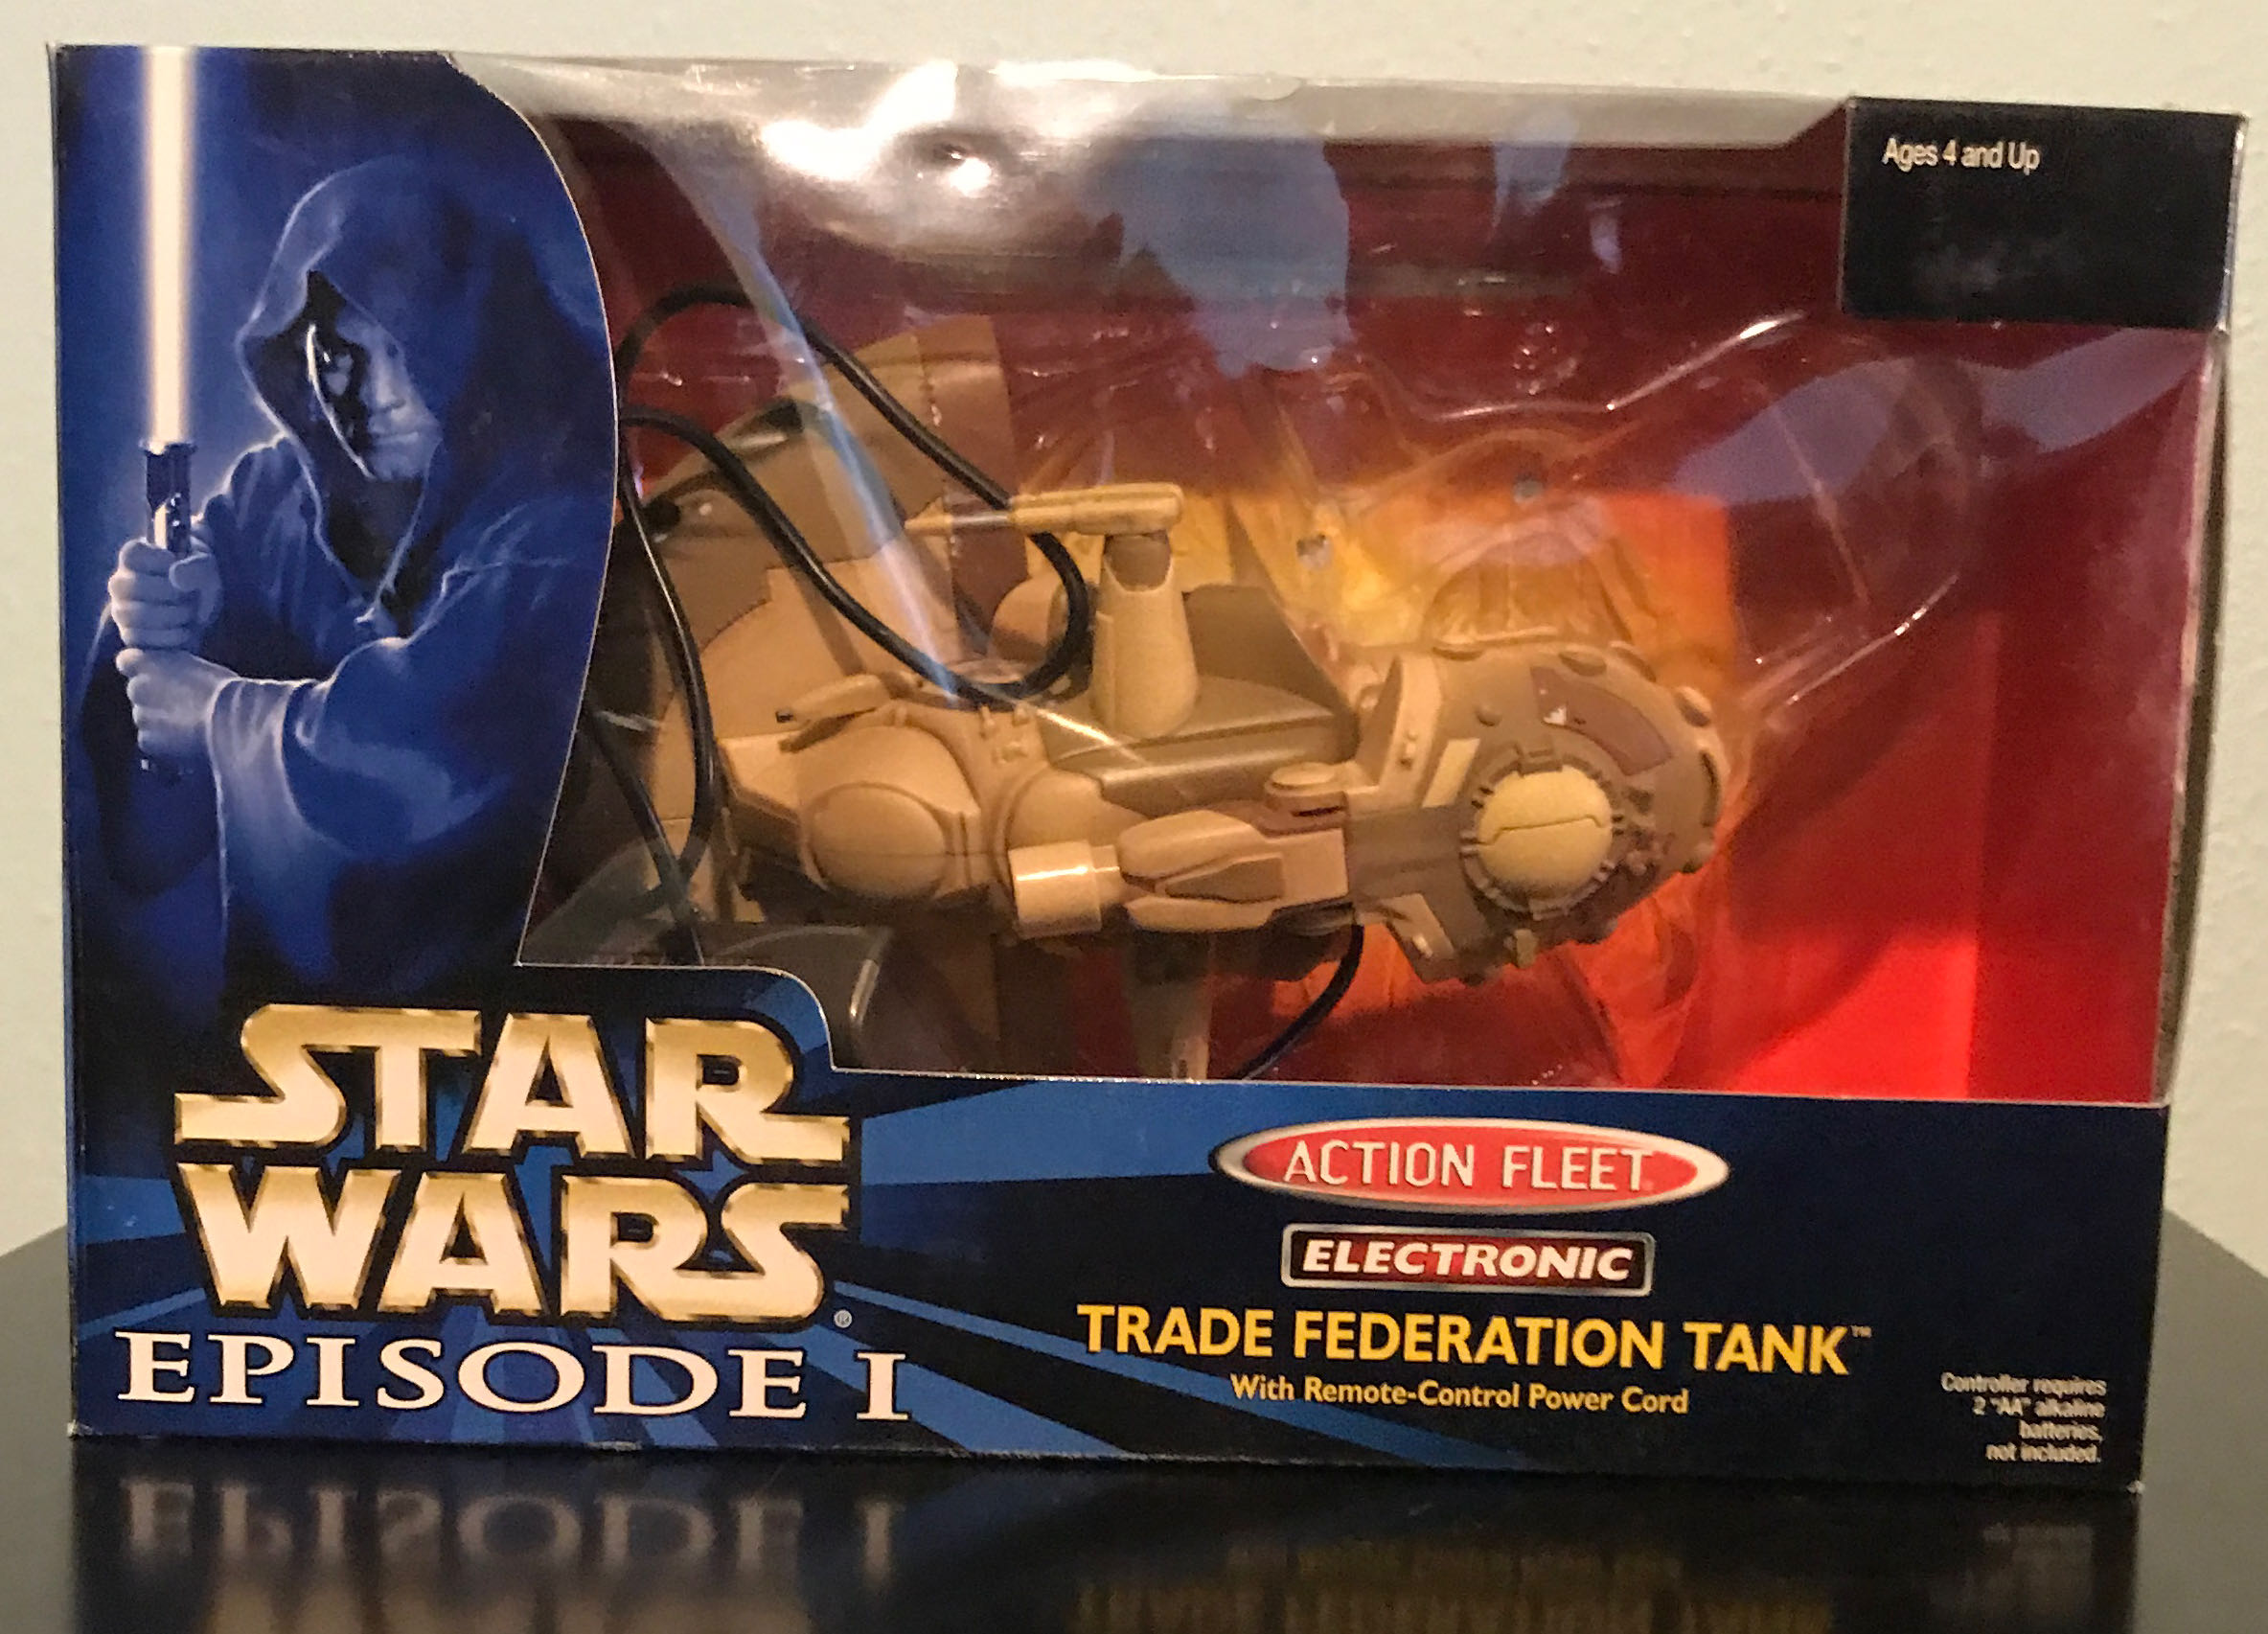 Ages 4 and Up
STAR
WARS®
EPISODE I
ACTION FLEET
ELECTRONIC
TRADE FEDERATION TANK™
With Remote-Control Power Cord
Controller requires
2 "AA" alkaline
batteries,
not included.